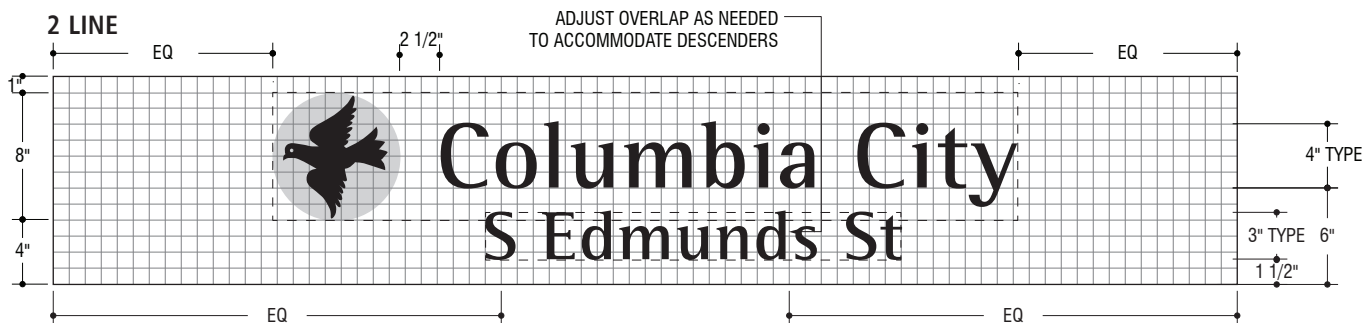 2 LINE
ADJUST OVERLAP AS NEEDED
TO ACCOMMODATE DESCENDERS
EQ
2 1/2"
EQ
1"
8"
4"
Columbia City
S Edmunds St
4" TYPE
3" TYPE
6"
1 1/2"
EQ
EQ